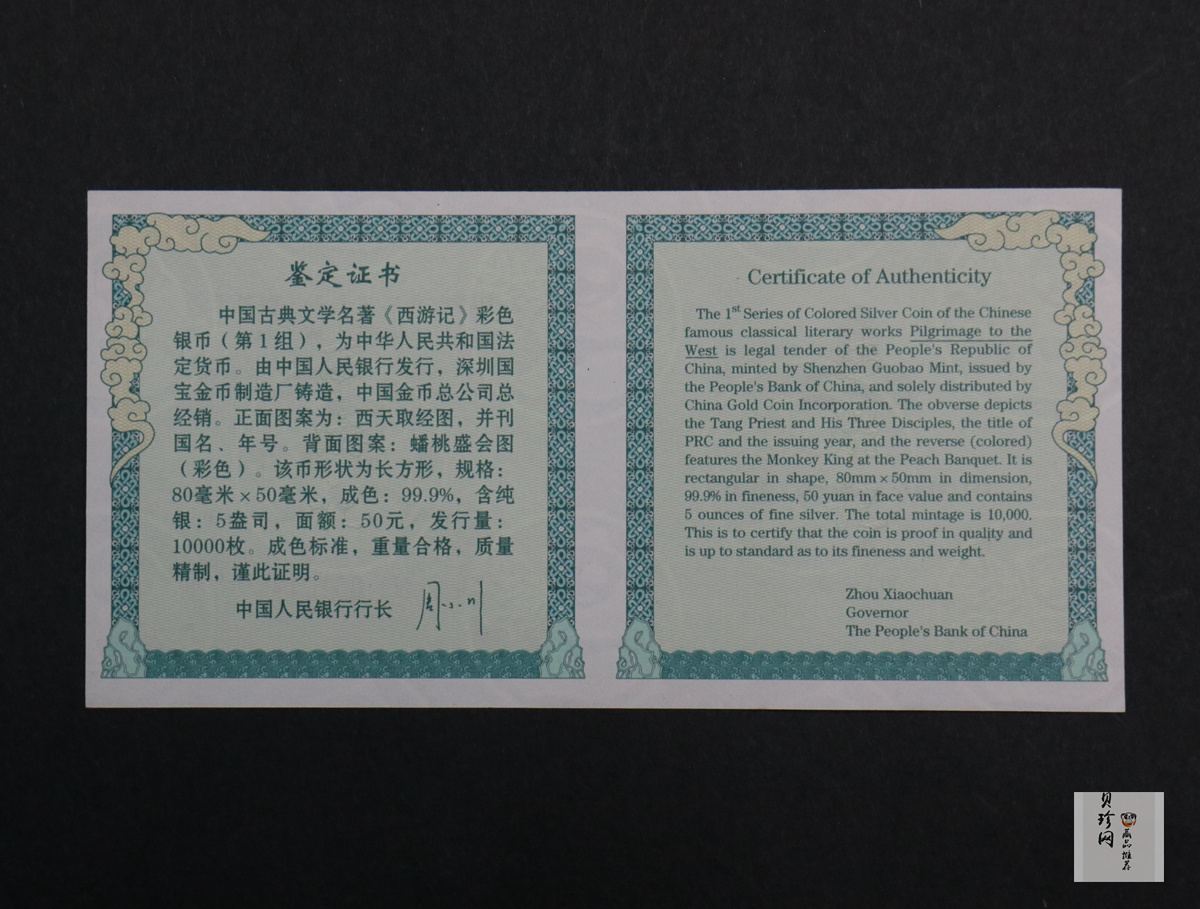 鉴定证书
中国古典文学名著《西游记》彩色
银币（第1组），为中华人民共和国法
定货币。由中国人民银行发行，深圳国
宝金币制造厂铸造，中国金币总公司总
经销。正面图案为：西天取经图，并刊
国名、年号。背面图案：蟠桃盛会图
（彩色）。该币形状为长方形，规格：
80毫米×50毫米，成色：99.9%，含纯
银：5盎司，面额：50元，发行量：
10000枚。成色标准，重量合格，质量
精制，谨此证明。
中国人民银行行长 周小川
Certificate of Authenticity
The 1st Series of Colored Silver Coin of the Chinese
famous classical literary works Pilgrimage to the
West is legal tender of the People's Republic of
China, minted by Shenzhen Guobao Mint, issued by
the People's Bank of China, and solely distributed by
China Gold Coin Incorporation. The obverse depicts
the Tang Priest and His Three Disciples, the title of
PRC and the issuing year, and the reverse (colored)
features the Monkey King at the Peach Banquet. It is
rectangular in shape, 80mm×50mm in dimension,
99.9% in fineness, 50 yuan in face value and contains
5 ounces of fine silver. The total mintage is 10,000.
This is to certify that the coin is proof in quality and
is up to standard as to its fineness and weight.
Zhou Xiaochuan
Governor
The People's Bank of China
贝珍网
藏品推荐